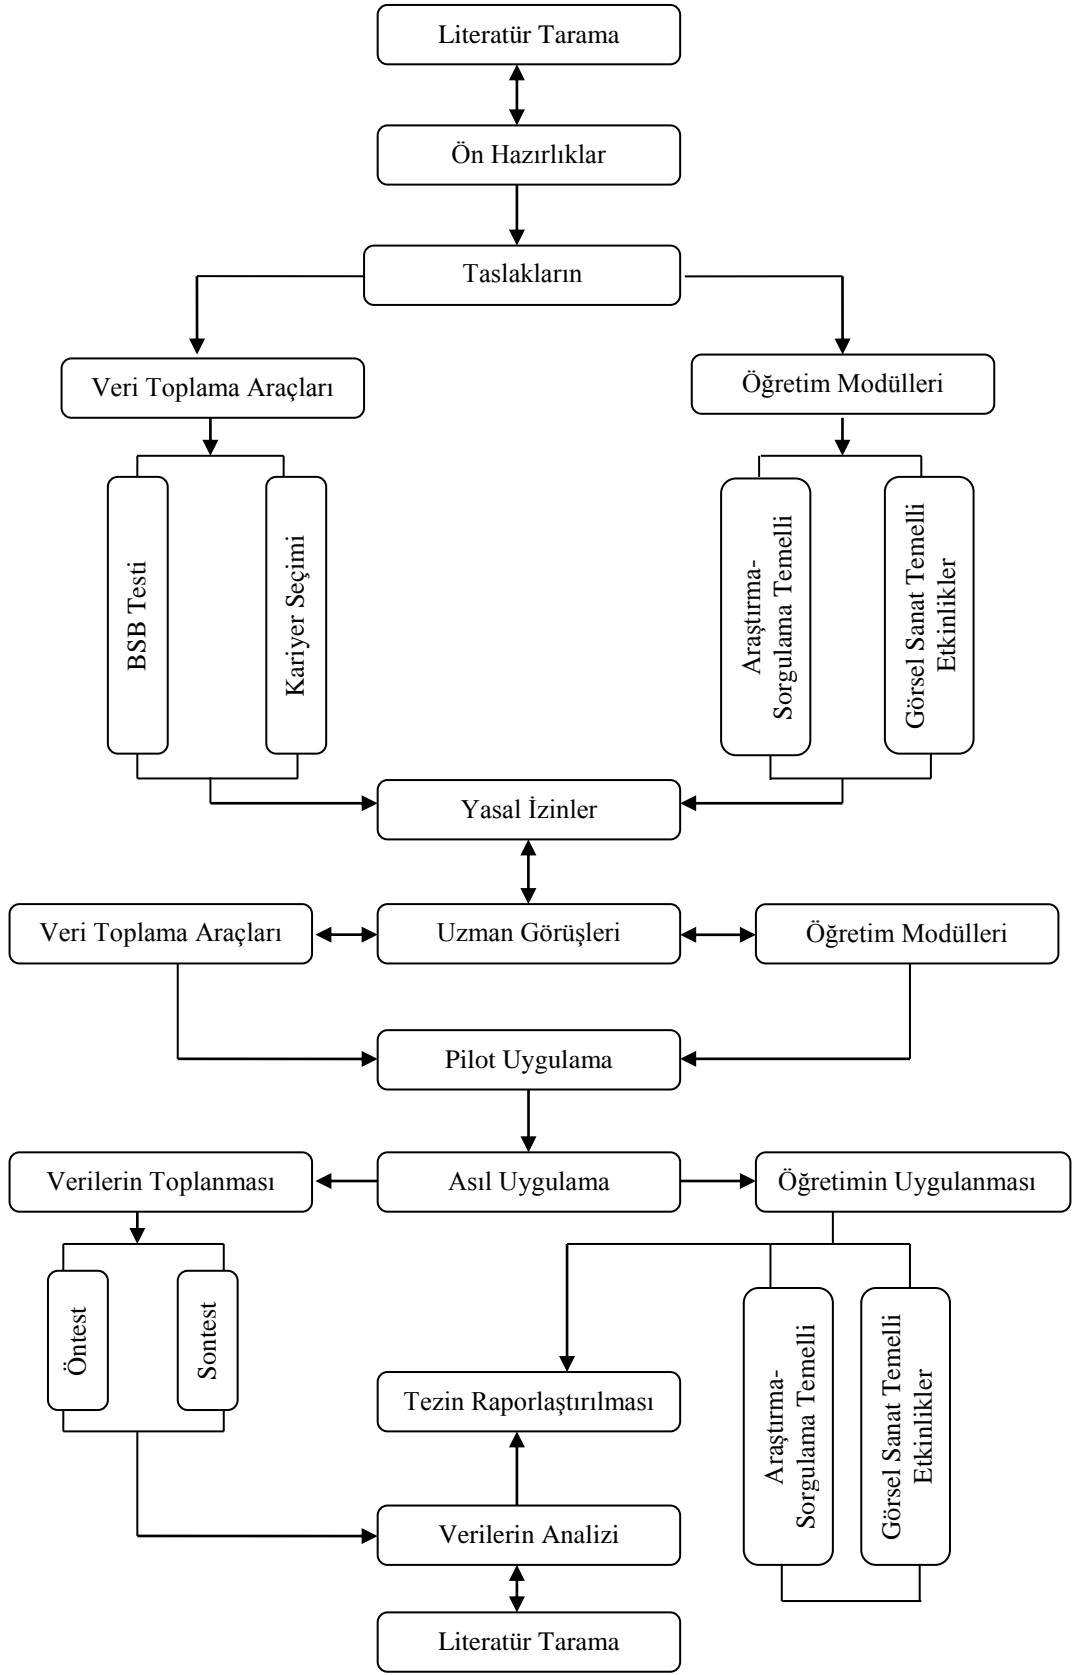 Literatür Tarama
Ön Hazırlıklar
Taslakların
Veri Toplama Araçları
Öğretim Modülleri
BSB Testi
Kariyer Seçimi
Araştırma-
Sorgulama Temelli
Görsel Sanat Temelli
Etkinlikler
Yasal İzinler
Veri Toplama Araçları
Uzman Görüşleri
Öğretim Modülleri
Pilot Uygulama
Verilerin Toplanması
Asıl Uygulama
Öğretimin Uygulanması
Öntest
Sontest
Tezin Raporlaştırılması
Araştırma-
Sorgulama Temelli
Görsel Sanat Temelli
Etkinlikler
Verilerin Analizi
Literatür Tarama